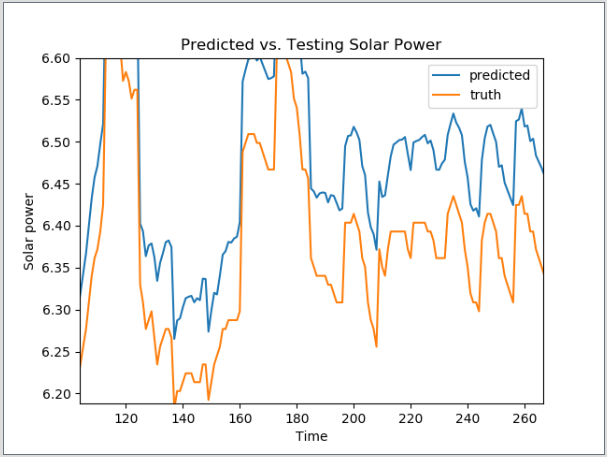 Predicted vs. Testing Solar Power
6.60
6.55
6.50
6.45
6.40
6.35
6.30
6.25
6.20
Solar power
predicted
truth
120 140 160 180 200 220 240 260
Time